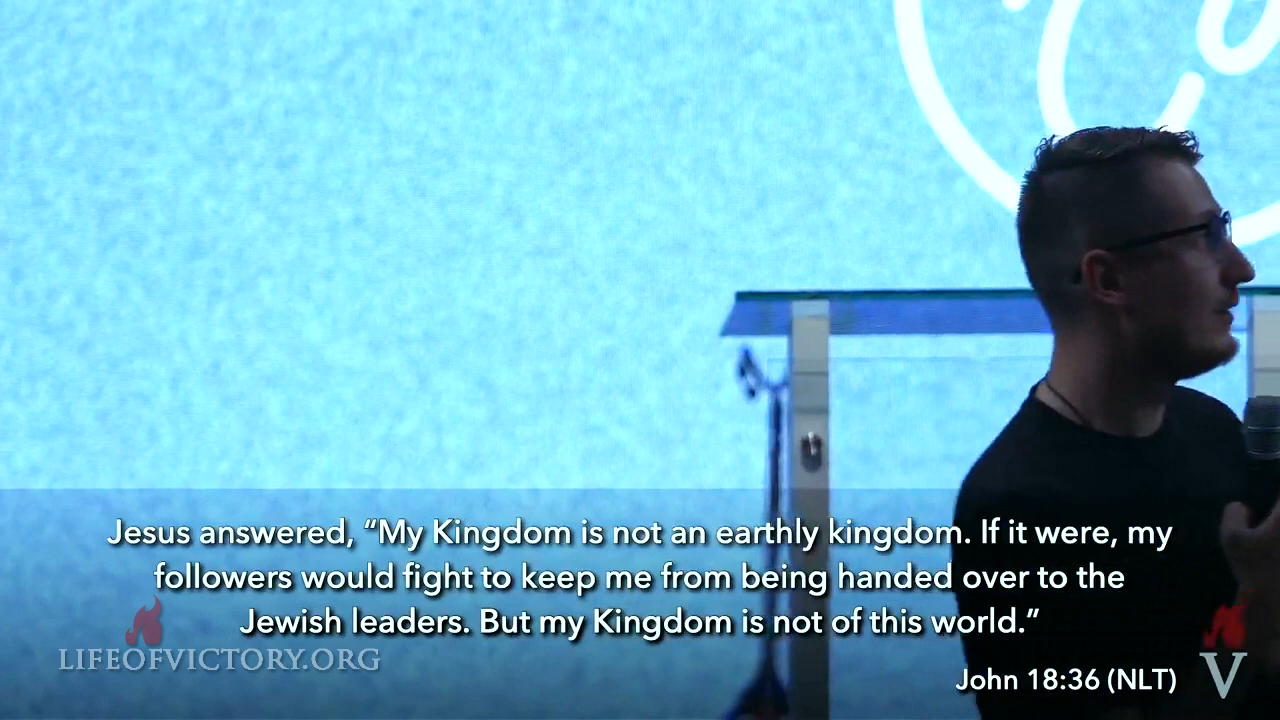 Jesus answered, “My Kingdom is not an earthly kingdom. If it were, my
followers would fight to keep me from being handed over to the
Jewish leaders. But my Kingdom is not of this world.”
LIFEOFVICTORY.ORG
John 18:36 (NLT)
V